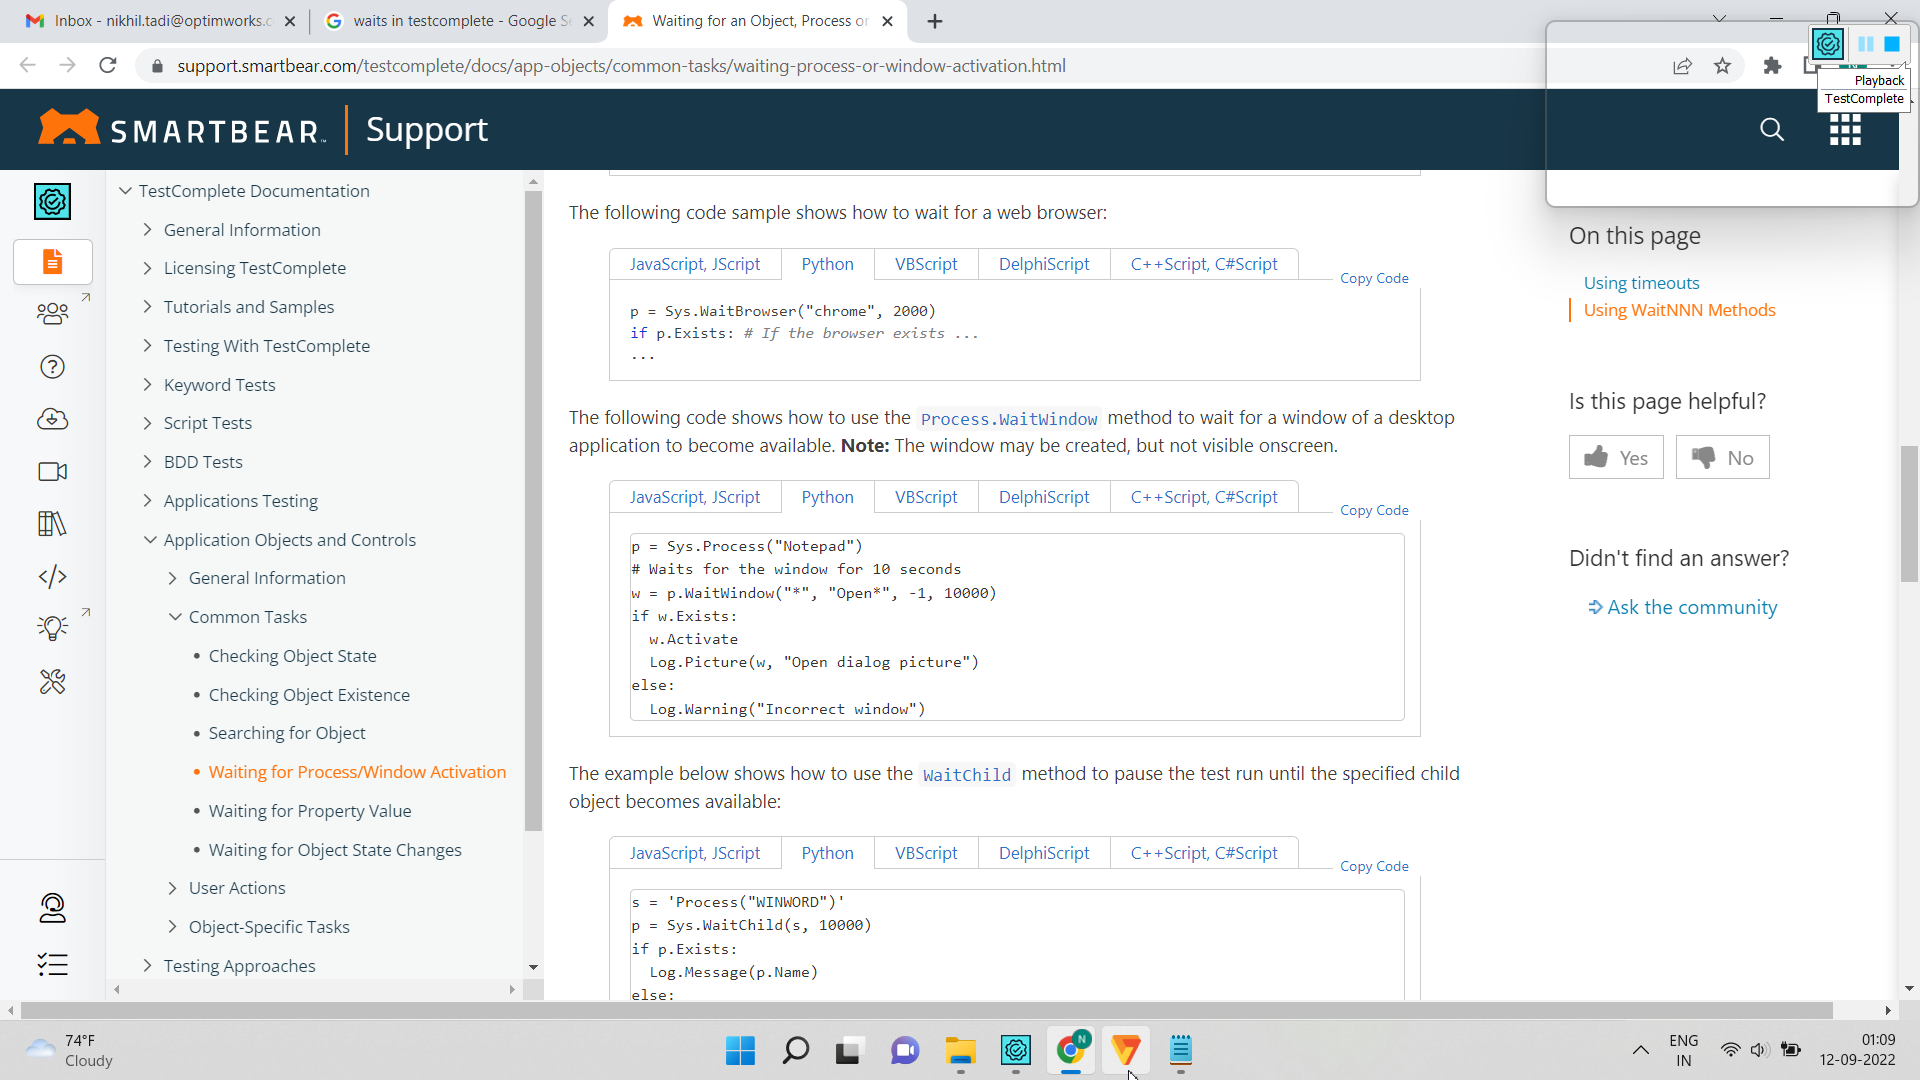 Inbox - nikhil.tadi@optimworks.c
waits in testcomplete - Google Se
Waiting for an Object, Process or
support.smartbear.com/testcomplete/docs/app-objects/common-tasks/waiting-process-or-window-activation.html
Playback
TestComplete
SMARTBEAR
Support
TestComplete Documentation
General Information
Licensing TestComplete
Tutorials and Samples
Testing With TestComplete
Keyword Tests
Script Tests
BDD Tests
Applications Testing
Application Objects and Controls
General Information
Common Tasks
Checking Object State
Checking Object Existence
Searching for Object
Waiting for Process/Window Activation
Waiting for Property Value
Waiting for Object State Changes
User Actions
Object-Specific Tasks
Testing Approaches
The following code sample shows how to wait for a web browser:
JavaScript, JScript Python VBScript DelphiScript C++Script, C#Script
Copy Code
p = Sys.WaitBrowser("chrome", 2000)
if p.Exists: # If the browser exists ...
...
The following code shows how to use the Process.WaitWindow method to wait for a window of a desktop
application to become available. Note: The window may be created, but not visible onscreen.
JavaScript, JScript Python VBScript DelphiScript C++Script, C#Script
Copy Code
p = Sys.Process("Notepad")
# Waits for the window for 10 seconds
w = p.WaitWindow("*", "Open*", -1, 10000)
if w.Exists:
w.Activate
Log.Picture(w, "Open dialog picture")
else:
Log.Warning("Incorrect window")
The example below shows how to use the WaitChild method to pause the test run until the specified child
object becomes available:
JavaScript, JScript Python VBScript DelphiScript C++Script, C#Script
Copy Code
s = 'Process("WINWORD")'
p = Sys.WaitChild(s, 10000)
if p.Exists:
Log.Message(p.Name)
else:
On this page
Using timeouts
Using WaitNNN Methods
Is this page helpful?
Yes
No
Didn't find an answer?
Ask the community
74°F
Cloudy
N
ENG
IN
01:09
12-09-2022